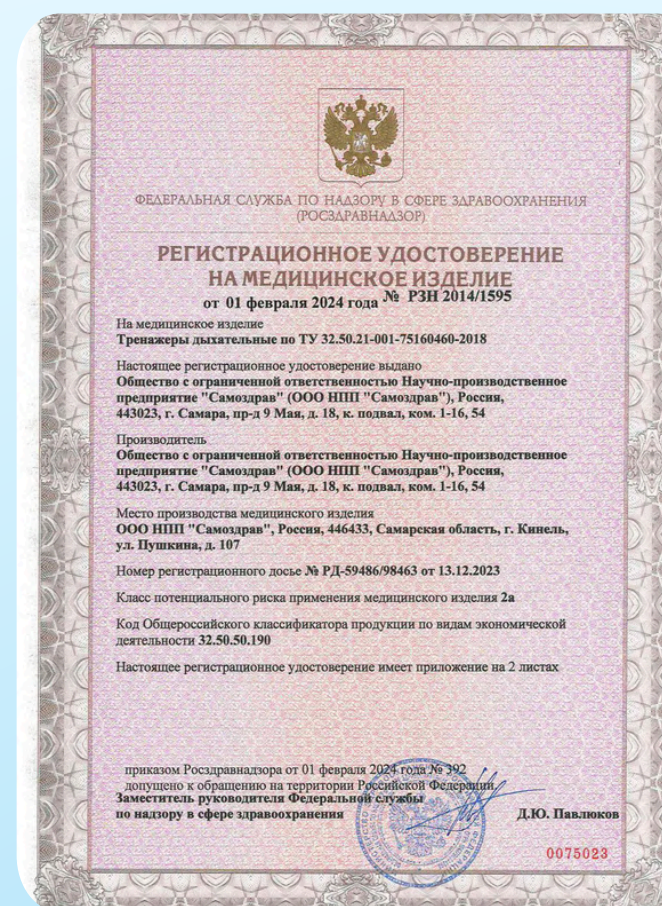 ФЕДЕРАЛЬНАЯ СЛУЖБА ПО НАДЗОРУ В СФЕРЕ ЗДРАВООХРАНЕНИЯ
(РОСЗДРАВНАДЗОР)
РЕГИСТРАЦИОННОЕ УДОСТОВЕРЕНИЕ
НА МЕДИЦИНСКОЕ ИЗДЕЛИЕ
от 01 февраля 2024 года № РЗН 2014/1595
На медицинское изделие
Тренажеры дыхательные по ТУ 32.50.21-001-75160460-2018
Настоящее регистрационное удостоверение выдано
Общество с ограниченной ответственностью Научно-производственное
предприятие "Самоздрав" (ООО НПП "Самоздрав"), Россия,
443023, г. Самара, пр-д 9 Мая, д. 18, к. подвал, ком. 1-16, 54
Производитель
Общество с ограниченной ответственностью Научно-производственное
предприятие "Самоздрав" (ООО НПП "Самоздрав"), Россия,
443023, г. Самара, пр-д 9 Мая, д. 18, к. подвал, ком. 1-16, 54
Место производства медицинского изделия
ООО НПП "Самоздрав", Россия, 446433, Самарская область, г. Кинель,
ул. Пушкина, д. 107
Номер регистрационного досье № РД-59486/98463 от 13.12.2023
Класс потенциального риска применения медицинского изделия 2а
Код Общероссийского классификатора продукции по видам экономической
деятельности 32.50.50.190
Настоящее регистрационное удостоверение имеет приложение на 2 листах
приказом Росздравнадзора от 01 февраля 2024 года № 392
допущено к обращению на территории Российской Федерации.
Заместитель руководителя Федеральной службы
по надзору в сфере здравоохранения
Д.Ю. Павлюков
0075023